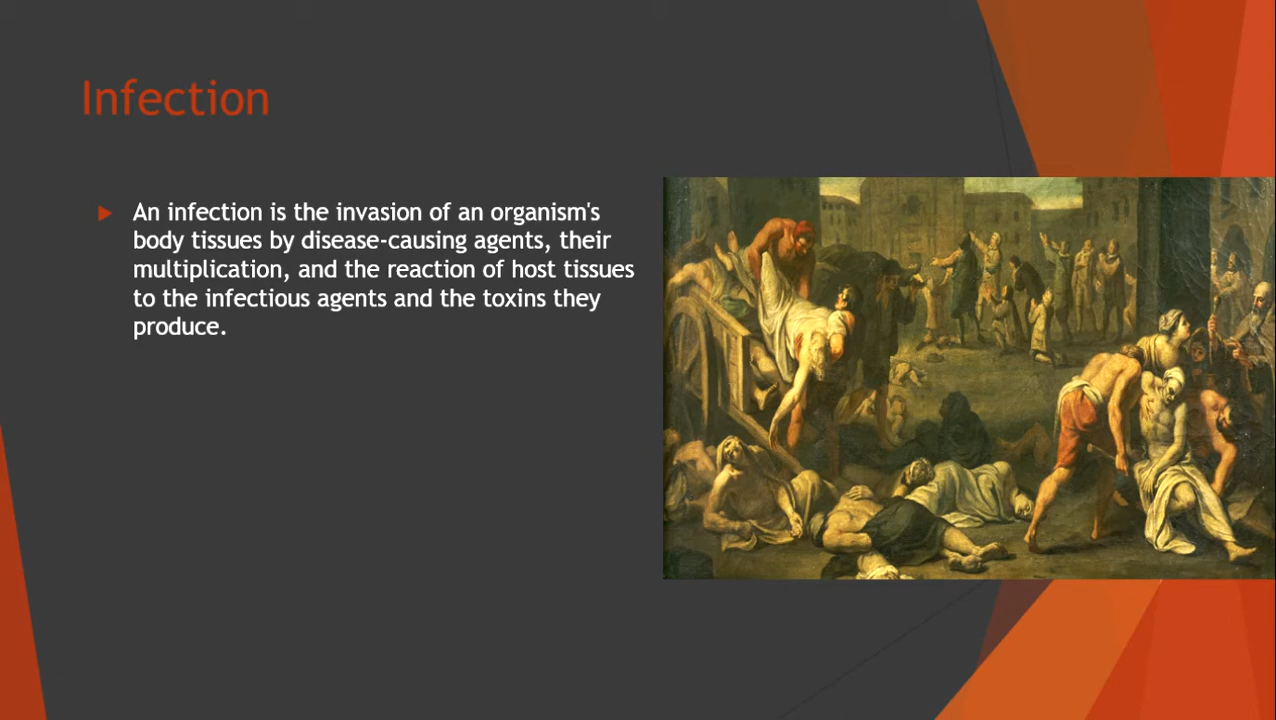 Infection
An infection is the invasion of an organism's
body tissues by disease-causing agents, their
multiplication, and the reaction of host tissues
to the infectious agents and the toxins they
produce.